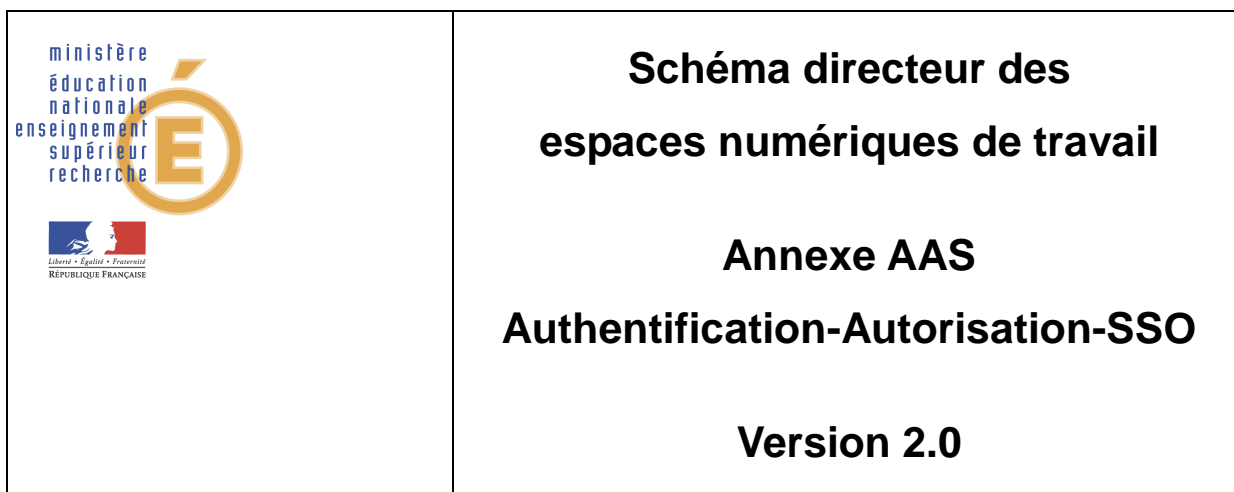 ministère
éducation
nationale
enseignement
supérieur
recherche
É
Liberté • Égalité • Fraternité
RÉPUBLIQUE FRANÇAISE
Schéma directeur des
espaces numériques de travail
Annexe AAS
Authentification-Autorisation-SSO
Version 2.0